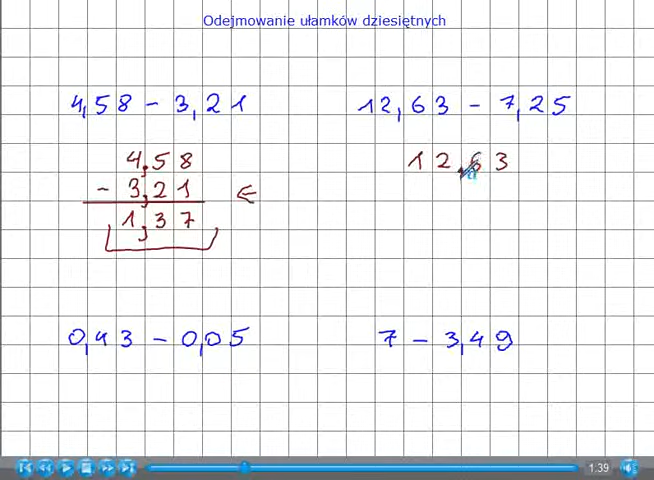 Odejmowanie ułamków dziesiętnych
4,58 - 3,21
4,58
- 3,21
1,37
12,63 - 7,25
12,63
0,43 - 0,05
7 - 3,49
1:39